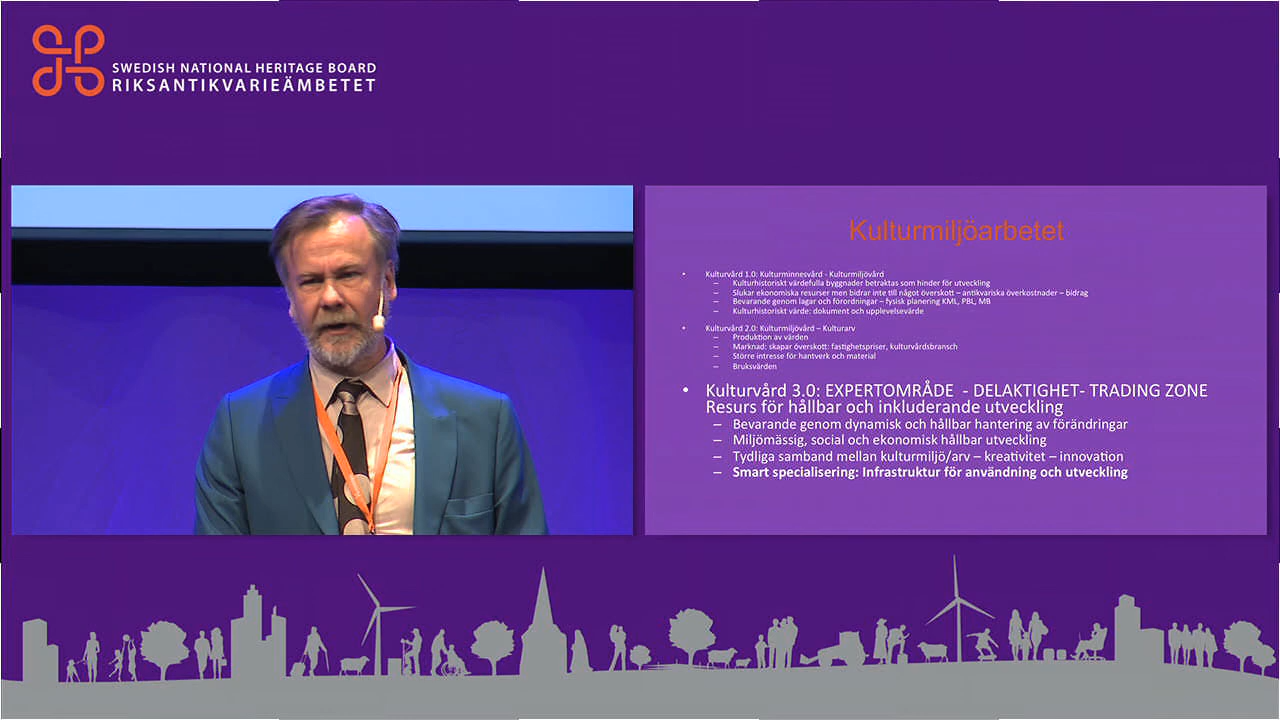 SWEDISH NATIONAL HERITAGE BOARD
RIKSANTIKVARIEÄMBETET
Kulturmiljöarbetet
• Kulturvård 1.0: Kulturminnesvård - Kulturmiljövård
– Kulturhistoriskt värdefulla byggnader betraktas som hinder för utveckling
– Slukar ekonomiska resurser men bidrar inte till något överskott – antikvariska överkostnader – bidrag
– Bevarande genom lagar och förordningar – fysisk planering KML, PBL, MB
– Kulturhistoriskt värde: dokument och upplevelsevärde
• Kulturvård 2.0: Kulturmiljövård – Kulturarv
– Produktion av värden
– Marknad: skapar överskott: fastighetspriser, kulturvårdsbransch
– Större intresse för hantverk och material
– Bruksvärden
• Kulturvård 3.0: EXPERTOMRÅDE - DELAKTIGHET- TRADING ZONE
Resurs för hållbar och inkluderande utveckling
– Bevarande genom dynamisk och hållbar hantering av förändringar
– Miljömässig, social och ekonomisk hållbar utveckling
– Tydliga samband mellan kulturmiljö/arv – kreativitet – innovation
– Smart specialisering: Infrastruktur för användning och utveckling